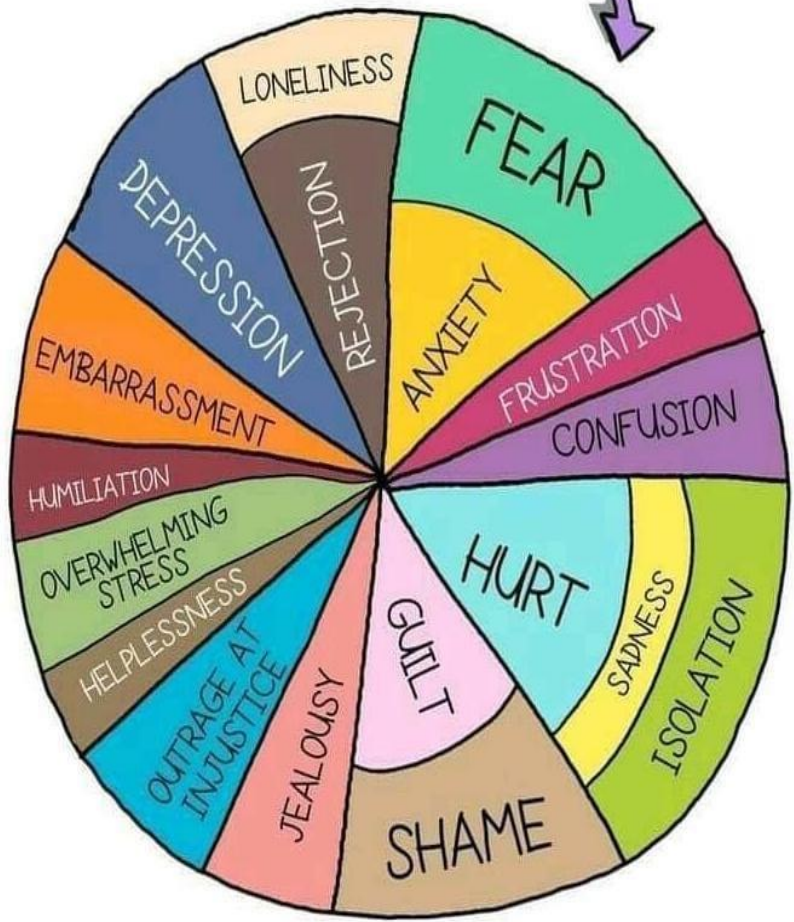 LONELINESS
REJECTION
FEAR
ANXIETY
FRUSTRATION
CONFUSION
HURT
SADNESS
ISOLATION
GUILT
SHAME
JEALOUSY
OUTRAGE AT
INJUSTICE
HELPLESSNESS
OVERWHELMING
STRESS
HUMILIATION
EMBARRASSMENT
DEPRESSION